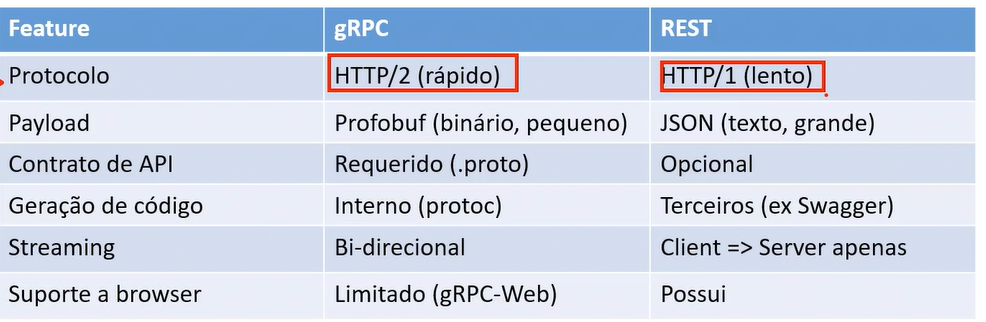 Feature gRPC REST
Protocolo HTTP/2 (rápido) HTTP/1 (lento)
Payload Profobuf (binário, pequeno) JSON (texto, grande)
Contrato de API Requerido (.proto) Opcional
Geração de código Interno (protoc) Terceiros (ex Swagger)
Streaming Bi-direcional Client => Server apenas
Suporte a browser Limitado (gRPC-Web) Possui